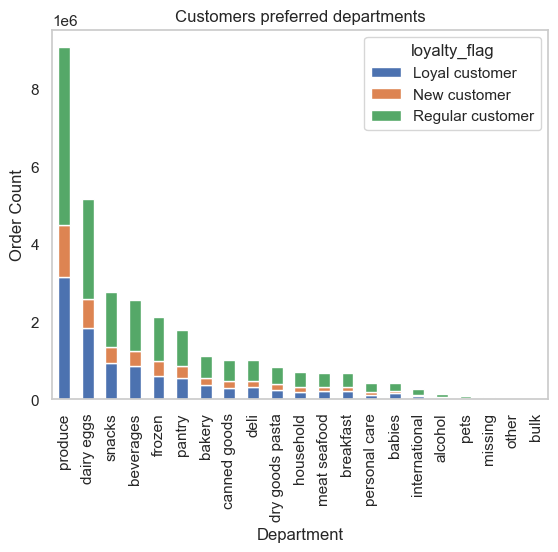 Customers preferred departments
1e6
loyalty_flag
Loyal customer
New customer
Regular customer
Order Count
8
6
4
2
0
produce
dairy eggs
snacks
beverages
frozen
pantry
bakery
canned goods
deli
dry goods pasta
household
meat seafood
breakfast
personal care
babies
international
alcohol
pets
missing
other
bulk
Department